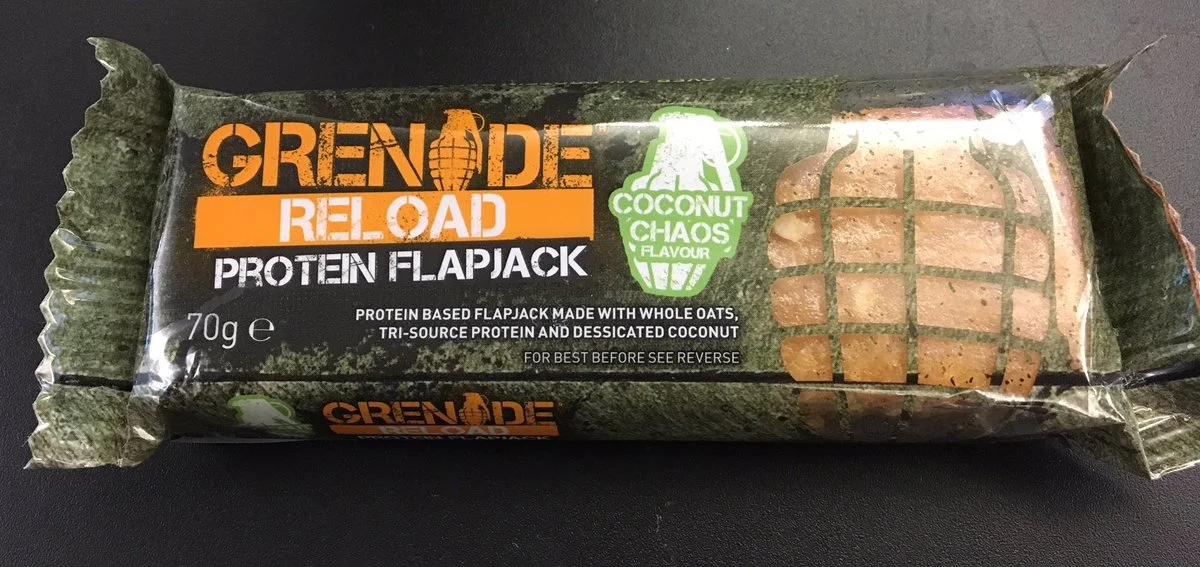 GRENADE
RELOAD
PROTEIN FLAPJACK
COCONUT
CHAOS
FLAVOUR
70g ℮
PROTEIN BASED FLAPJACK MADE WITH WHOLE OATS,
TRI-SOURCE PROTEIN AND DESSICATED COCONUT
FOR BEST BEFORE SEE REVERSE
GRENADE
RELOAD
PROTEIN FLAPJACK